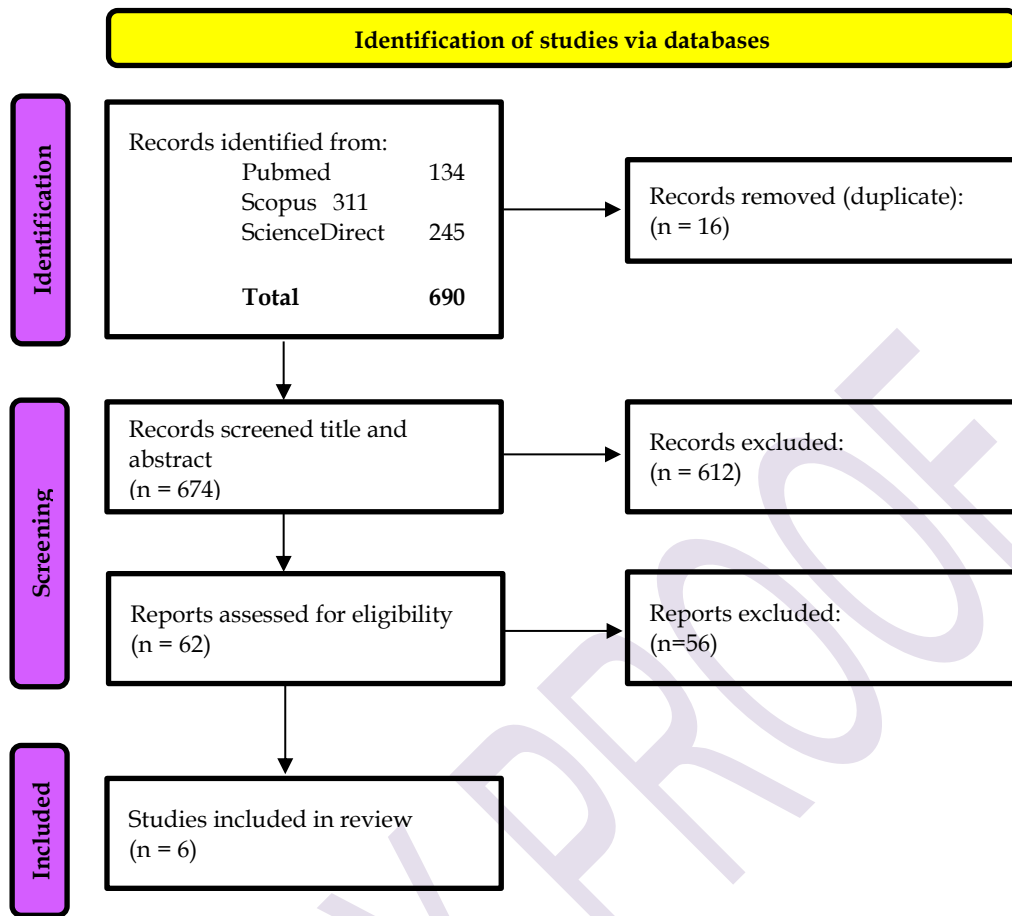 Identification of studies via databases
Identification
Records identified from:
Pubmed 134
Scopus 311
ScienceDirect 245
Total 690
Records removed (duplicate):
(n = 16)
Screening
Records screened title and
abstract
(n = 674)
Records excluded:
(n = 612)
Reports assessed for eligibility
(n = 62)
Reports excluded:
(n=56)
Included
Studies included in review
(n = 6)
Y PROOF